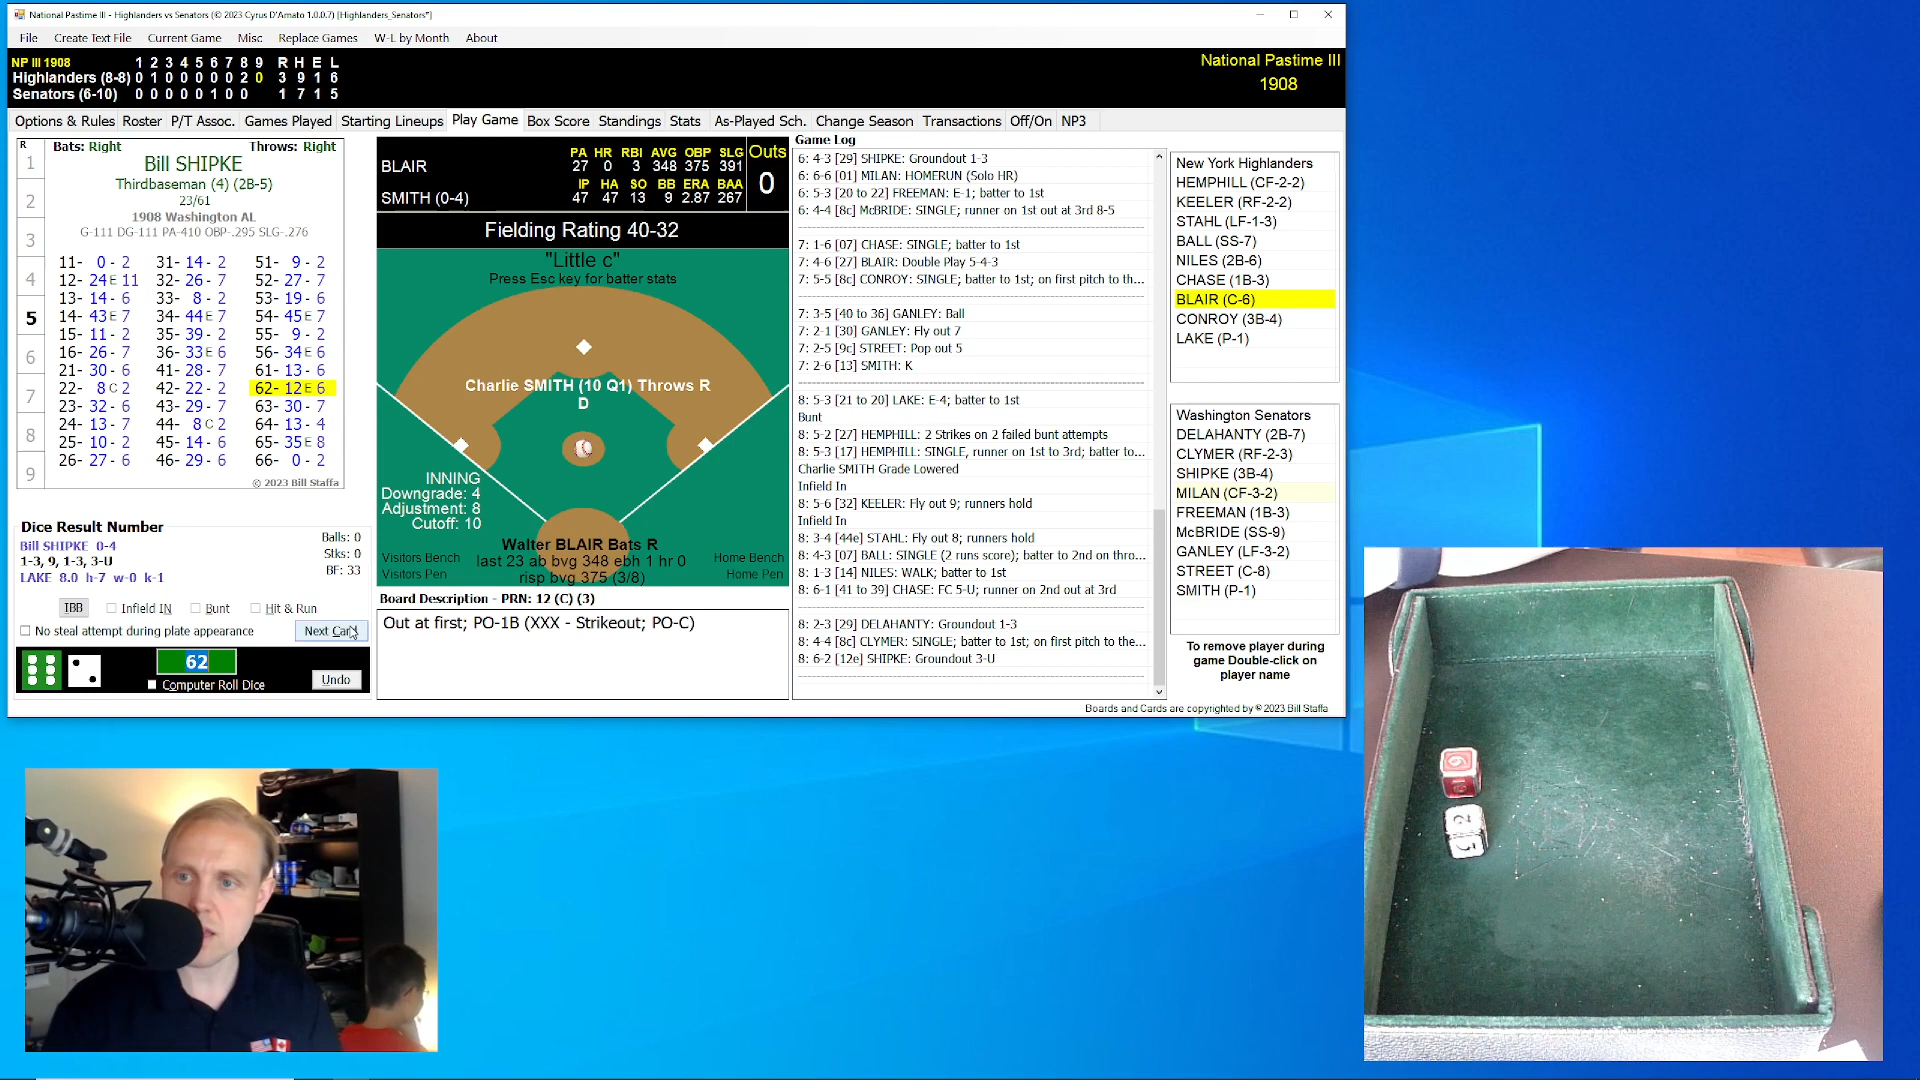 National Pastime III - Highlanders vs Senators (© 2023 Cyrus D'Amato 1.0.0.7) [Highlanders_Senators*]
File Create Text File Current Game Misc Replace Games W-L by Month About
NP III 1908 1 2 3 4 5 6 7 8 9 R H E L
Highlanders (8-8) 0 1 0 0 0 0 0 2 0 3 9 1 6
Senators (6-10) 0 0 0 0 0 1 0 0 1 7 1 5
National Pastime III
1908
Options & Rules Roster P/T Assoc. Games Played Starting Lineups Play Game Box Score Standings Stats As-Played Sch. Change Season Transactions Off/On NP3
R
1
2
3
4
5
6
7
8
9
Bats: Right Throws: Right
Bill SHIPKE
Thirdbaseman (4) (2B-5)
23/61
1908 Washington AL
G-111 DG-111 PA-410 OBP-.295 SLG-.276
11- 0 - 2 31- 14 - 2 51- 9 - 2
12- 24 E 11 32- 26 - 7 52- 27 - 7
13- 14 - 6 33- 8 - 2 53- 19 - 6
14- 43 E 7 34- 44 E 7 54- 45 E 7
15- 11 - 2 35- 39 - 2 55- 9 - 2
16- 26 - 7 36- 33 E 6 56- 34 E 6
21- 30 - 6 41- 28 - 7 61- 13 - 6
22- 8 C 2 42- 22 - 2 62- 12 E 6
23- 32 - 6 43- 29 - 7 63- 30 - 7
24- 13 - 7 44- 8 C 2 64- 13 - 4
25- 10 - 2 45- 14 - 6 65- 35 E 8
26- 27 - 6 46- 29 - 6 66- 0 - 2
© 2023 Bill Staffa
Dice Result Number
Bill SHIPKE 0-4
1-3, 9, 1-3, 3-U
LAKE 8.0 h-7 w-0 k-1
Balls: 0
Stks: 0
BF: 33
IBB Infield IN Bunt Hit & Run
No steal attempt during plate appearance Next Card
62
Computer Roll Dice
Undo
BLAIR
PA HR RBI AVG OBP SLG
27 0 3 348 375 391
SMITH (0-4)
IP HA SO BB ERA BAA
47 47 13 9 2.87 267
Outs
0
Fielding Rating 40-32
"Little c"
Press Esc key for batter stats
Charlie SMITH (10 Q1) Throws R
D
INNING
Downgrade: 4
Adjustment: 8
Cutoff: 10
Walter BLAIR Bats R
last 23 ab bvg 348 ebh 1 hr 0
risp bvg 375 (3/8)
Visitors Bench
Visitors Pen
Home Bench
Home Pen
Board Description - PRN: 12 (C) (3)
Out at first; PO-1B (XXX - Strikeout; PO-C)
Game Log
6: 4-3 [29] SHIPKE: Groundout 1-3
6: 6-6 [01] MILAN: HOMERUN (Solo HR)
6: 5-3 [20 to 22] FREEMAN: E-1; batter to 1st
6: 4-4 [8c] McBRIDE: SINGLE; runner on 1st out at 3rd 8-5
7: 1-6 [07] CHASE: SINGLE; batter to 1st
7: 4-6 [27] BLAIR: Double Play 5-4-3
7: 5-5 [8c] CONROY: SINGLE; batter to 1st; on first pitch to th...
7: 3-5 [40 to 36] GANLEY: Ball
7: 2-1 [30] GANLEY: Fly out 7
7: 2-5 [9c] STREET: Pop out 5
7: 2-6 [13] SMITH: K
8: 5-3 [21 to 20] LAKE: E-4; batter to 1st
Bunt
8: 5-2 [27] HEMPHILL: 2 Strikes on 2 failed bunt attempts
8: 5-3 [17] HEMPHILL: SINGLE, runner on 1st to 3rd; batter to...
Charlie SMITH Grade Lowered
Infield In
8: 5-6 [32] KEELER: Fly out 9; runners hold
Infield In
8: 3-4 [44e] STAHL: Fly out 8; runners hold
8: 4-3 [07] BALL: SINGLE (2 runs score); batter to 2nd on thro...
8: 1-3 [14] NILES: WALK; batter to 1st
8: 6-1 [41 to 39] CHASE: FC 5-U; runner on 2nd out at 3rd
8: 2-3 [29] DELAHANTY: Groundout 1-3
8: 4-4 [8c] CLYMER: SINGLE; batter to 1st; on first pitch to the...
8: 6-2 [12e] SHIPKE: Groundout 3-U
New York Highlanders
HEMPHILL (CF-2-2)
KEELER (RF-2-2)
STAHL (LF-1-3)
BALL (SS-7)
NILES (2B-6)
CHASE (1B-3)
BLAIR (C-6)
CONROY (3B-4)
LAKE (P-1)
Washington Senators
DELAHANTY (2B-7)
CLYMER (RF-2-3)
SHIPKE (3B-4)
MILAN (CF-3-2)
FREEMAN (1B-3)
McBRIDE (SS-9)
GANLEY (LF-3-2)
STREET (C-8)
SMITH (P-1)
To remove player during
game Double-click on
player name
Boards and Cards are copyrighted by © 2023 Bill Staffa